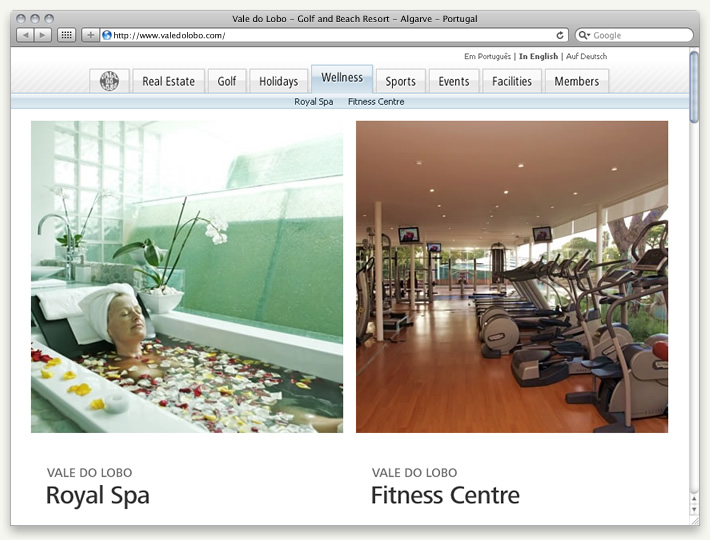 Vale do Lobo - Golf and Beach Resort - Algarve - Portugal
http://www.valedolobo.com/
Google
Em Português | In English | Auf Deutsch
Real Estate Golf Holidays Wellness Sports Events Facilities Members
Royal Spa Fitness Centre
VALE DO LOBO
Royal Spa
VALE DO LOBO
Fitness Centre